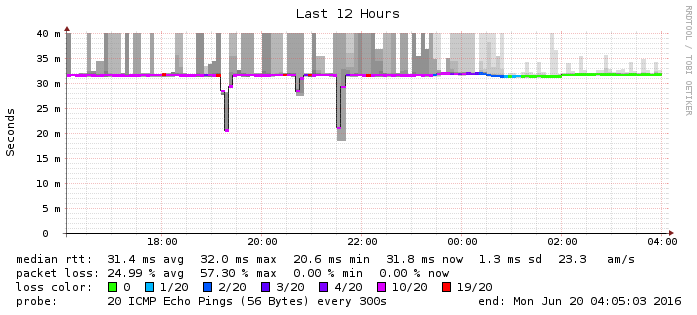 Last 12 Hours
RRDTOOL / TOBI OETIKER
Seconds
40 m
35 m
30 m
25 m
20 m
15 m
10 m
5 m
0
18:00 20:00 22:00 00:00 02:00 04:00
median rtt: 31.4 ms avg 32.0 ms max 20.6 ms min 31.8 ms now 1.3 ms sd 23.3 am/s
packet loss: 24.99 % avg 57.30 % max 0.00 % min 0.00 % now
loss color: 0 1/20 2/20 3/20 4/20 10/20 19/20
probe: 20 ICMP Echo Pings (56 Bytes) every 300s end: Mon Jun 20 04:05:03 2016